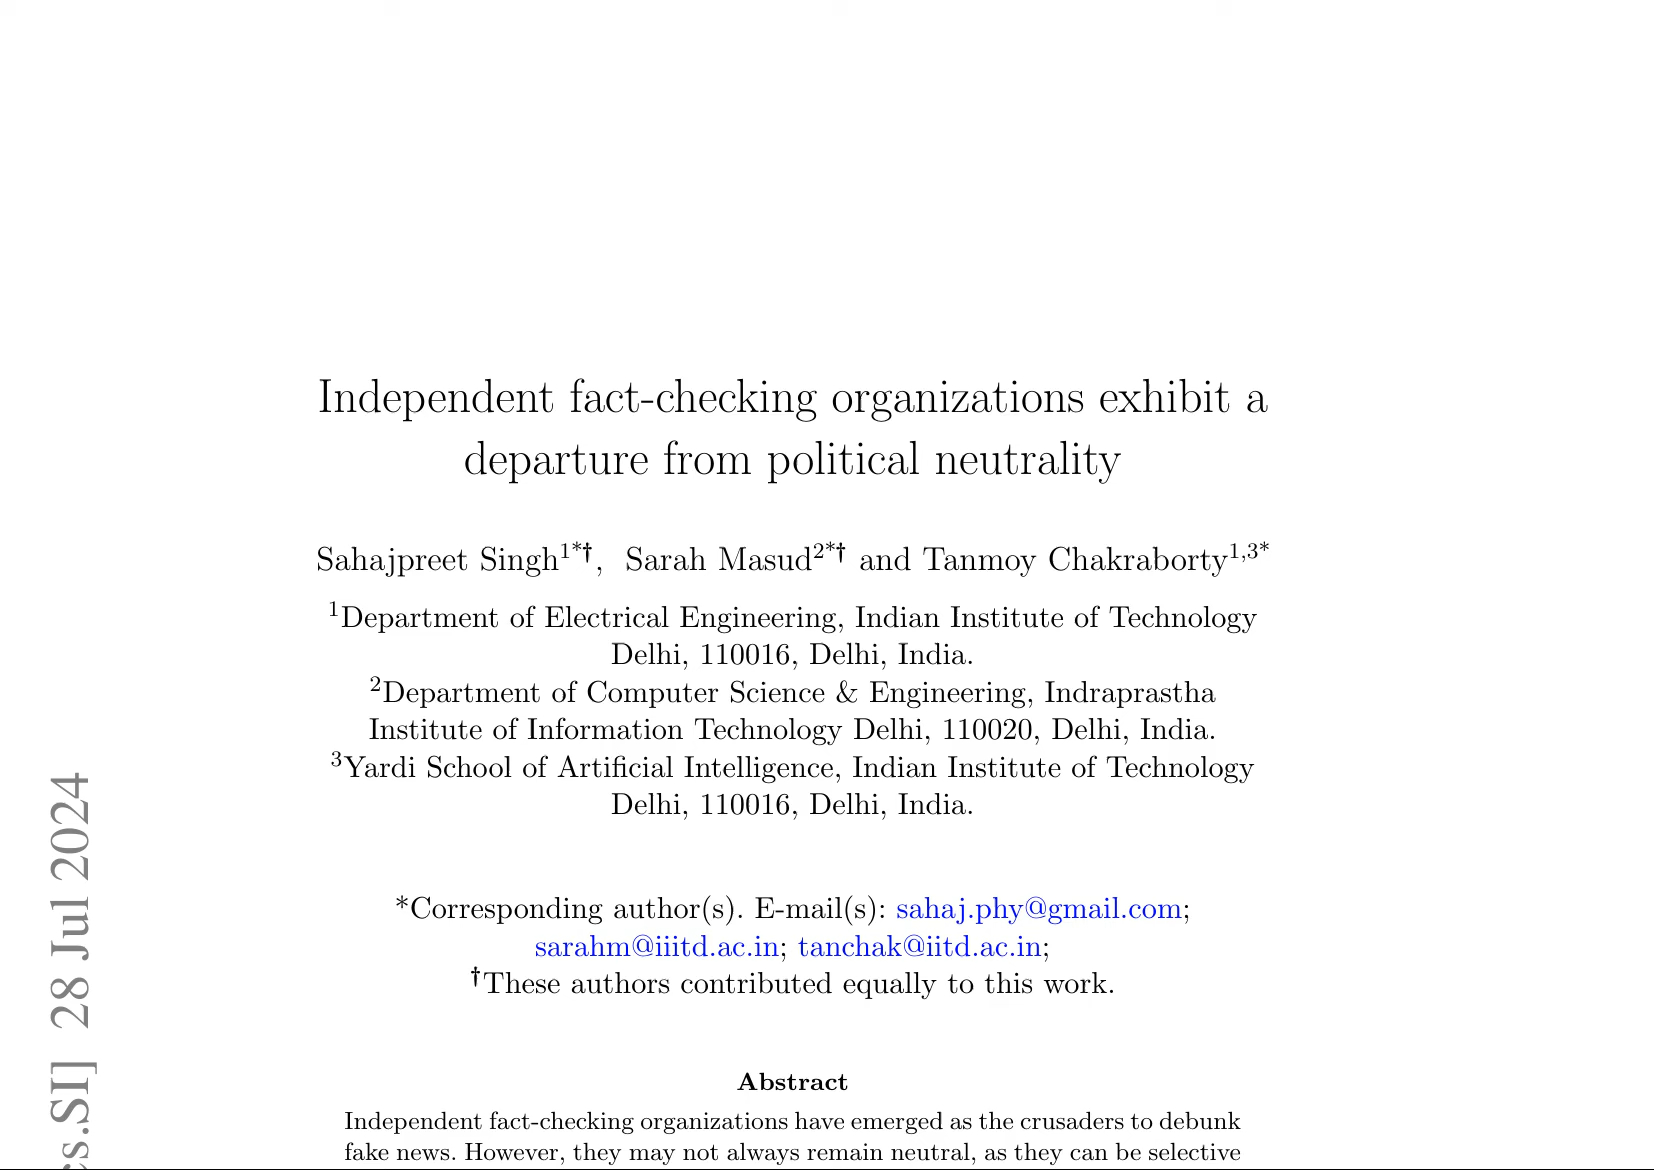 Independent fact-checking organizations exhibit a
departure from political neutrality
Sahajpreet Singh1*†, Sarah Masud2*† and Tanmoy Chakraborty1,3*
1Department of Electrical Engineering, Indian Institute of Technology
Delhi, 110016, Delhi, India.
2Department of Computer Science & Engineering, Indraprastha
Institute of Information Technology Delhi, 110020, Delhi, India.
3Yardi School of Artificial Intelligence, Indian Institute of Technology
Delhi, 110016, Delhi, India.
*Corresponding author(s). E-mail(s): sahaj.phy@gmail.com;
sarahm@iiitd.ac.in; tanchak@iitd.ac.in;
†These authors contributed equally to this work.
Abstract
Independent fact-checking organizations have emerged as the crusaders to debunk
fake news. However, they may not always remain neutral, as they can be selective
cs.SI] 28 Jul 2024